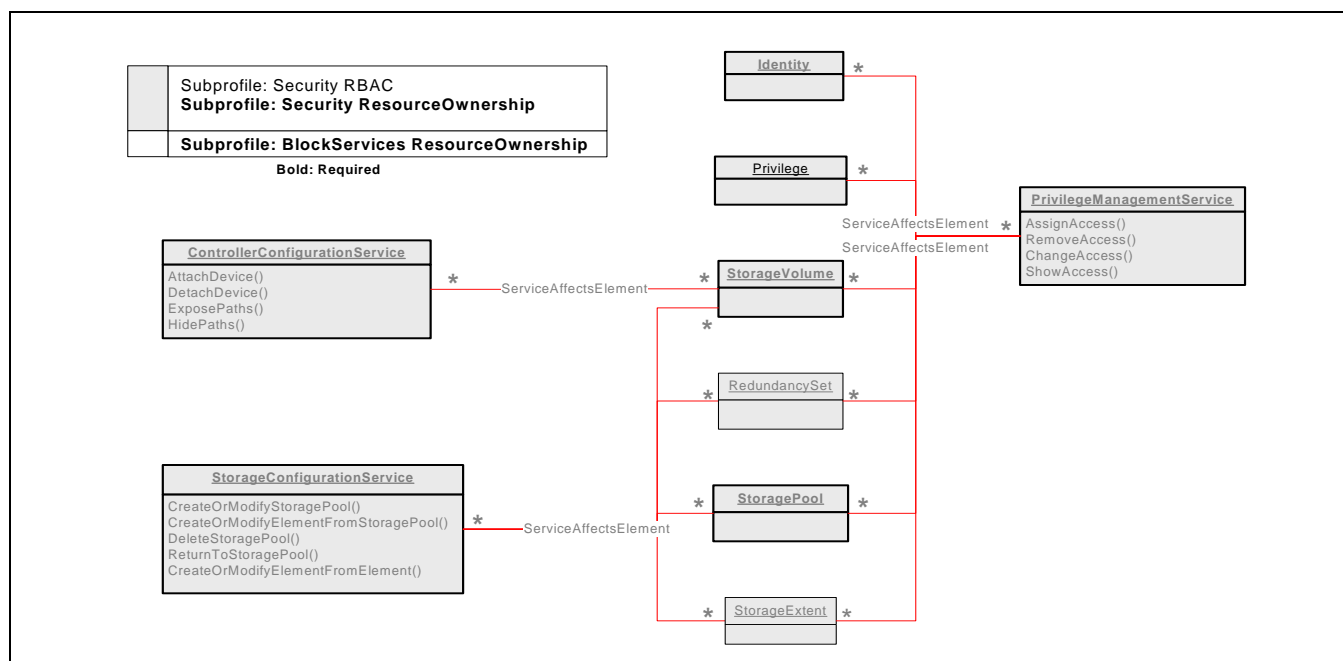 Subprofile: Security RBAC
Subprofile: Security ResourceOwnership
Subprofile: BlockServices ResourceOwnership
Bold: Required
Identity
*
Privilege
*
PrivilegeManagementService
AssignAccess()
RemoveAccess()
ChangeAccess()
ShowAccess()
ServiceAffectsElement
*
ServiceAffectsElement
ControllerConfigurationService
AttachDevice()
DetachDevice()
ExposePaths()
HidePaths()
*
ServiceAffectsElement
*
StorageVolume
*
*
*
RedundancySet
*
StorageConfigurationService
CreateOrModifyStoragePool()
CreateOrModifyElementFromStoragePool()
DeleteStoragePool()
ReturnToStoragePool()
CreateOrModifyElementFromElement()
*
ServiceAffectsElement
*
StoragePool
*
*
StorageExtent
*